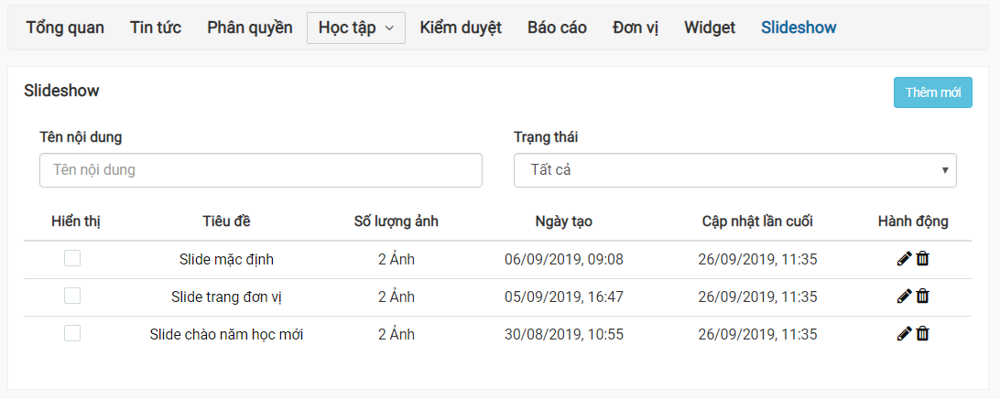 Tổng quan Tin tức Phân quyền Học tập Kiểm duyệt Báo cáo Đơn vị Widget Slideshow
Slideshow Thêm mới
Tên nội dung Trạng thái
Tên nội dung Tất cả
Hiển thị Tiêu đề Số lượng ảnh Ngày tạo Cập nhật lần cuối Hành động
Slide mặc định 2 Ảnh 06/09/2019, 09:08 26/09/2019, 11:35
Slide trang đơn vị 2 Ảnh 05/09/2019, 16:47 26/09/2019, 11:35
Slide chào năm học mới 2 Ảnh 30/08/2019, 10:55 26/09/2019, 11:35